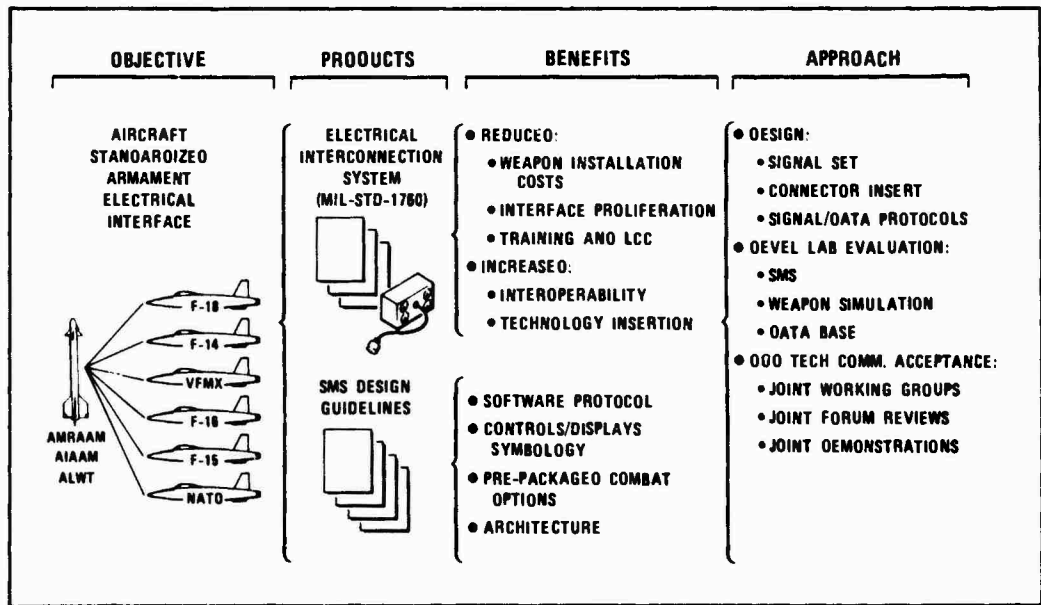 OBJECTIVE
AIRCRAFT
STANDARDIZED
ARMAMENT
ELECTRICAL
INTERFACE
F-18
F-14
VFMX
F-16
F-15
NATO
AMRAAM
AIAAM
ALWT
PRODUCTS
ELECTRICAL
INTERCONNECTION
SYSTEM
(MIL-STD-1760)
SMS DESIGN
GUIDELINES
BENEFITS
● REDUCED:
• WEAPON INSTALLATION
COSTS
• INTERFACE PROLIFERATION
• TRAINING AND LCC
● INCREASED:
• INTEROPERABILITY
• TECHNOLOGY INSERTION
● SOFTWARE PROTOCOL
● CONTROLS/DISPLAYS
SYMBOLOGY
● PRE-PACKAGED COMBAT
OPTIONS
● ARCHITECTURE
APPROACH
● DESIGN:
• SIGNAL SET
• CONNECTOR INSERT
• SIGNAL/DATA PROTOCOLS
● DEVEL LAB EVALUATION:
• SMS
• WEAPON SIMULATION
• DATA BASE
● DOD TECH COMM. ACCEPTANCE:
• JOINT WORKING GROUPS
• JOINT FORUM REVIEWS
• JOINT DEMONSTRATIONS